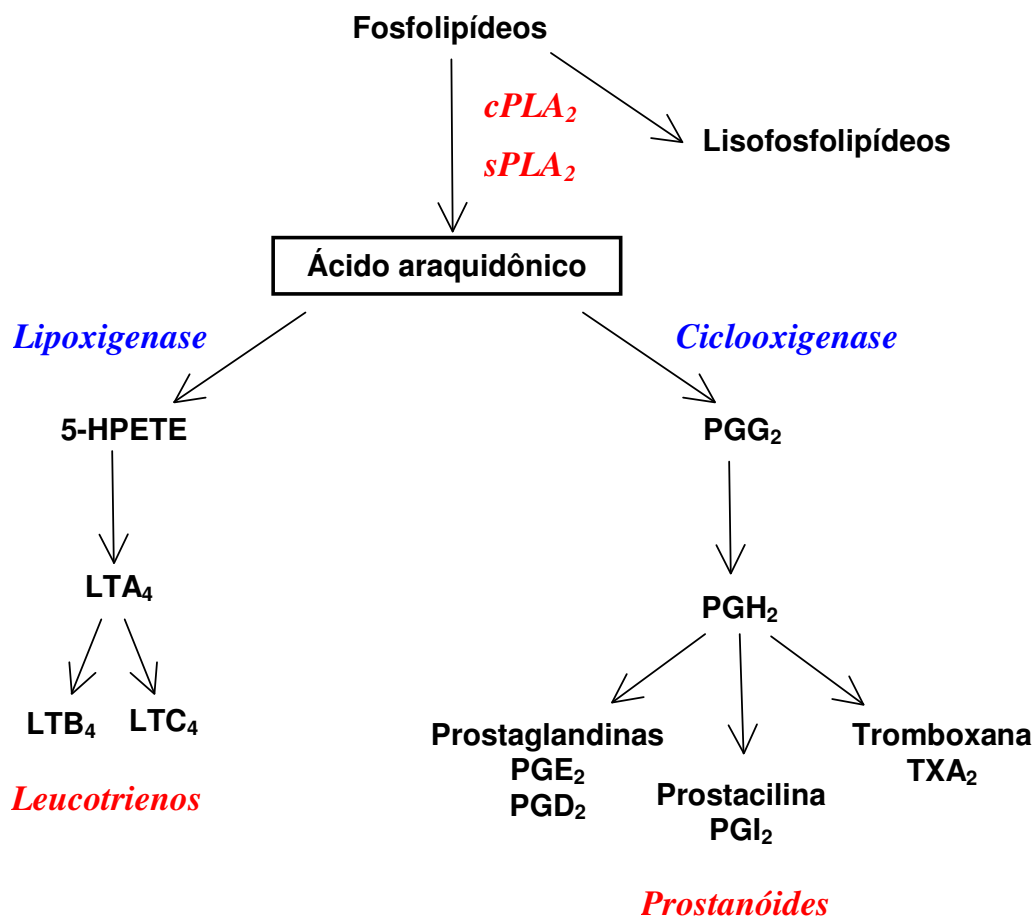 Fosfolipídeos
cPLA₂
sPLA₂
Lisofosfolipídeos
Ácido araquidônico
Lipoxigenase
Ciclooxigenase
5-HPETE
PGG₂
LTA₄
PGH₂
LTB₄
LTC₄
Prostaglandinas
PGE₂
PGD₂
Prostacilina
PGI₂
Tromboxana
TXA₂
Leucotrienos
Prostanóides